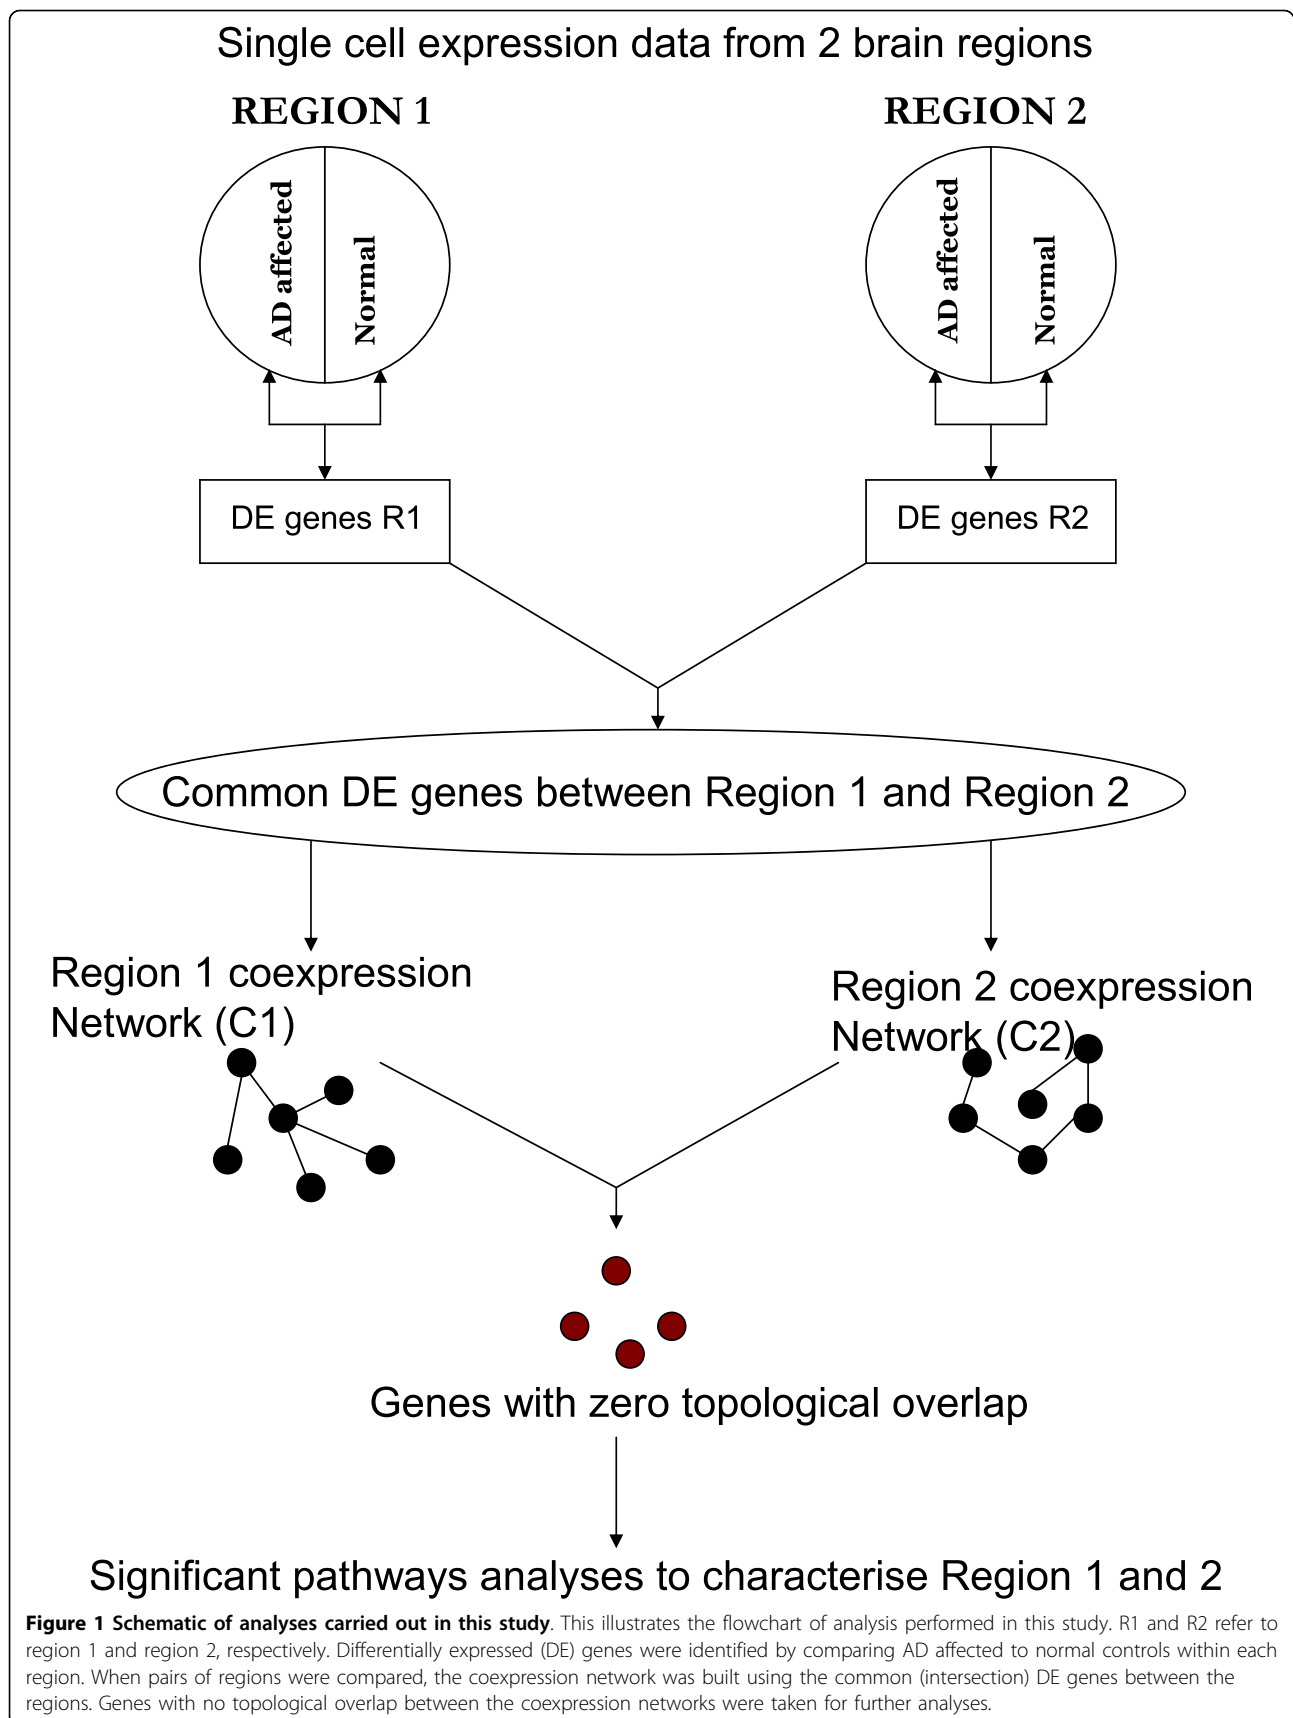 Single cell expression data from 2 brain regions
REGION 1
REGION 2
AD affected
Normal
AD affected
Normal
DE genes R1
DE genes R2
Common DE genes between Region 1 and Region 2
Region 1 coexpression
Network (C1)
Region 2 coexpression
Network (C2)
Genes with zero topological overlap
Significant pathways analyses to characterise Region 1 and 2
Figure 1 Schematic of analyses carried out in this study. This illustrates the flowchart of analysis performed in this study. R1 and R2 refer to
region 1 and region 2, respectively. Differentially expressed (DE) genes were identified by comparing AD affected to normal controls within each
region. When pairs of regions were compared, the coexpression network was built using the common (intersection) DE genes between the
regions. Genes with no topological overlap between the coexpression networks were taken for further analyses.